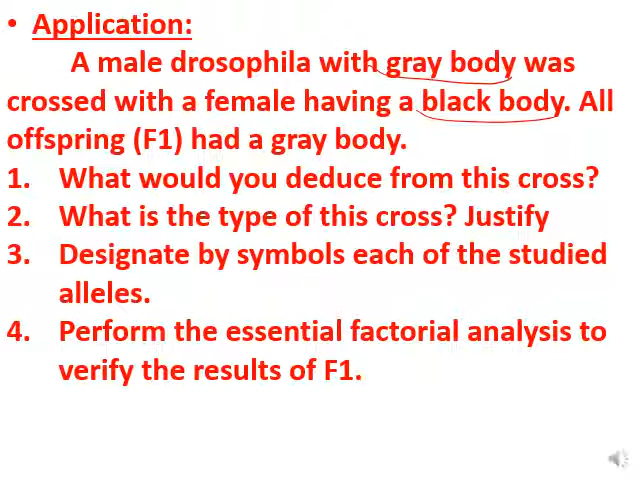 • Application:
A male drosophila with gray body was
crossed with a female having a black body. All
offspring (F1) had a gray body.
1. What would you deduce from this cross?
2. What is the type of this cross? Justify
3. Designate by symbols each of the studied
alleles.
4. Perform the essential factorial analysis to
verify the results of F1.